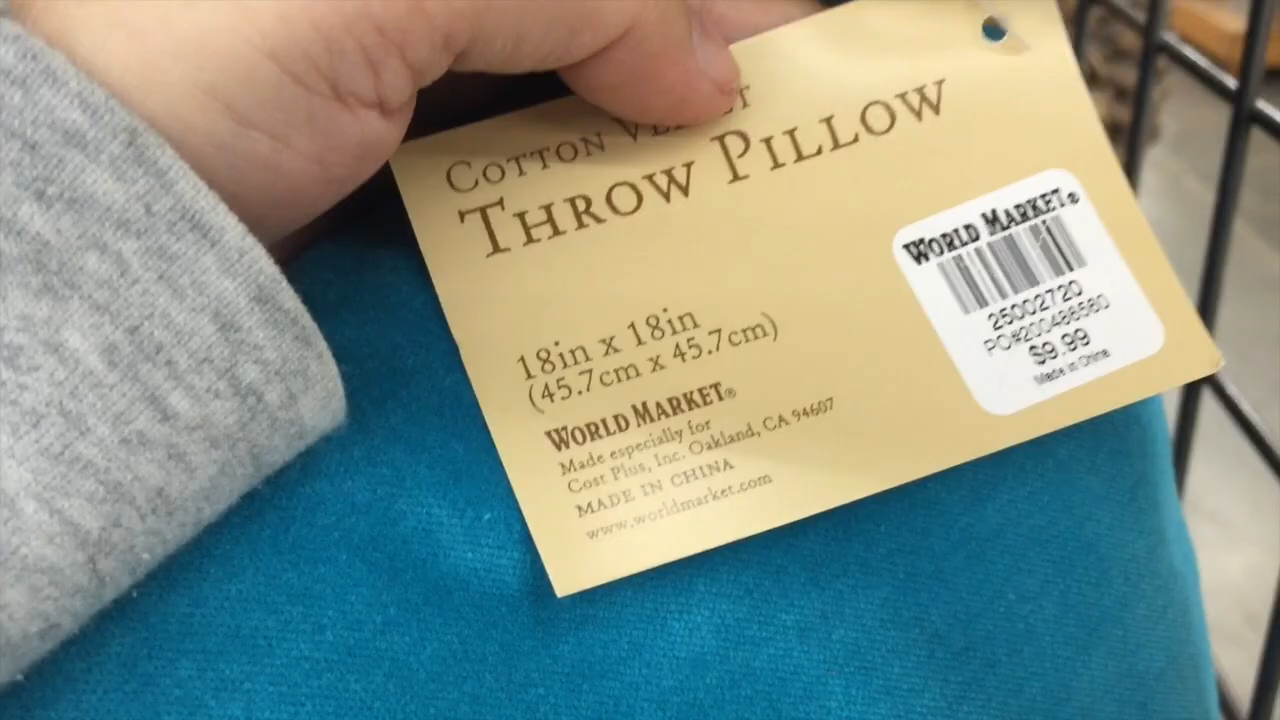 COTTON
THROW PILLOW
18in x 18in
(45.7cm x 45.7cm)
WORLD MARKET®
Made especially for
Cost Plus, Inc. Oakland, CA 94607
MADE IN CHINA
www.worldmarket.com
WORLD MARKET®
25002720
$9.99
Made in China